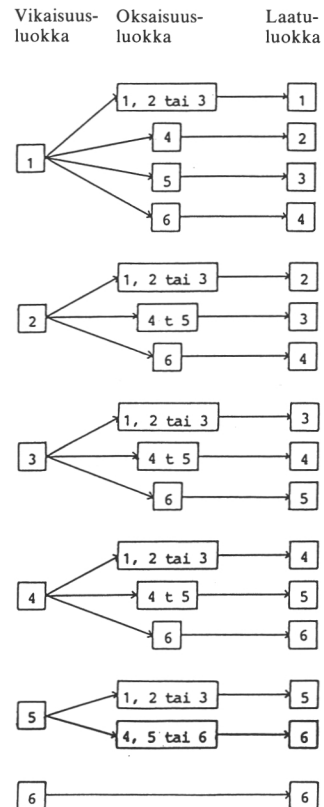 Vikaisuus- Oksaisuus- Laatu-
luokka luokka luokka
1, 2 tai 3 1
4 2
1
5 3
6 4
1, 2 tai 3 2
2 4 t 5 3
6 4
1, 2 tai 3 3
3 4 t 5 4
6 5
1, 2 tai 3 4
4 4 t 5 5
6 6
1, 2 tai 3 5
5
4, 5 tai 6 6
6 6